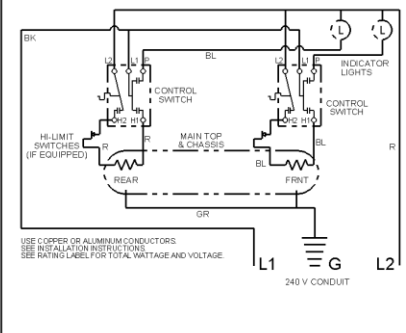 L L
BK
BL
L2 L1 P
L2 L1 P
INDICATOR
LIGHTS
CONTROL
SWITCH
CONTROL
SWITCH
H2 H1
H2 H1
HI-LIMIT
SWITCHES
(IF EQUIPPED)
R
R
MAIN TOP
& CHASSIS
BL
BL
R
REAR
FRNT
GR
USE COPPER OR ALUMINUM CONDUCTORS.
SEE INSTALLATION INSTRUCTIONS.
SEE RATING LABEL FOR TOTAL WATTAGE AND VOLTAGE.
L1 G L2
240 V CONDUIT